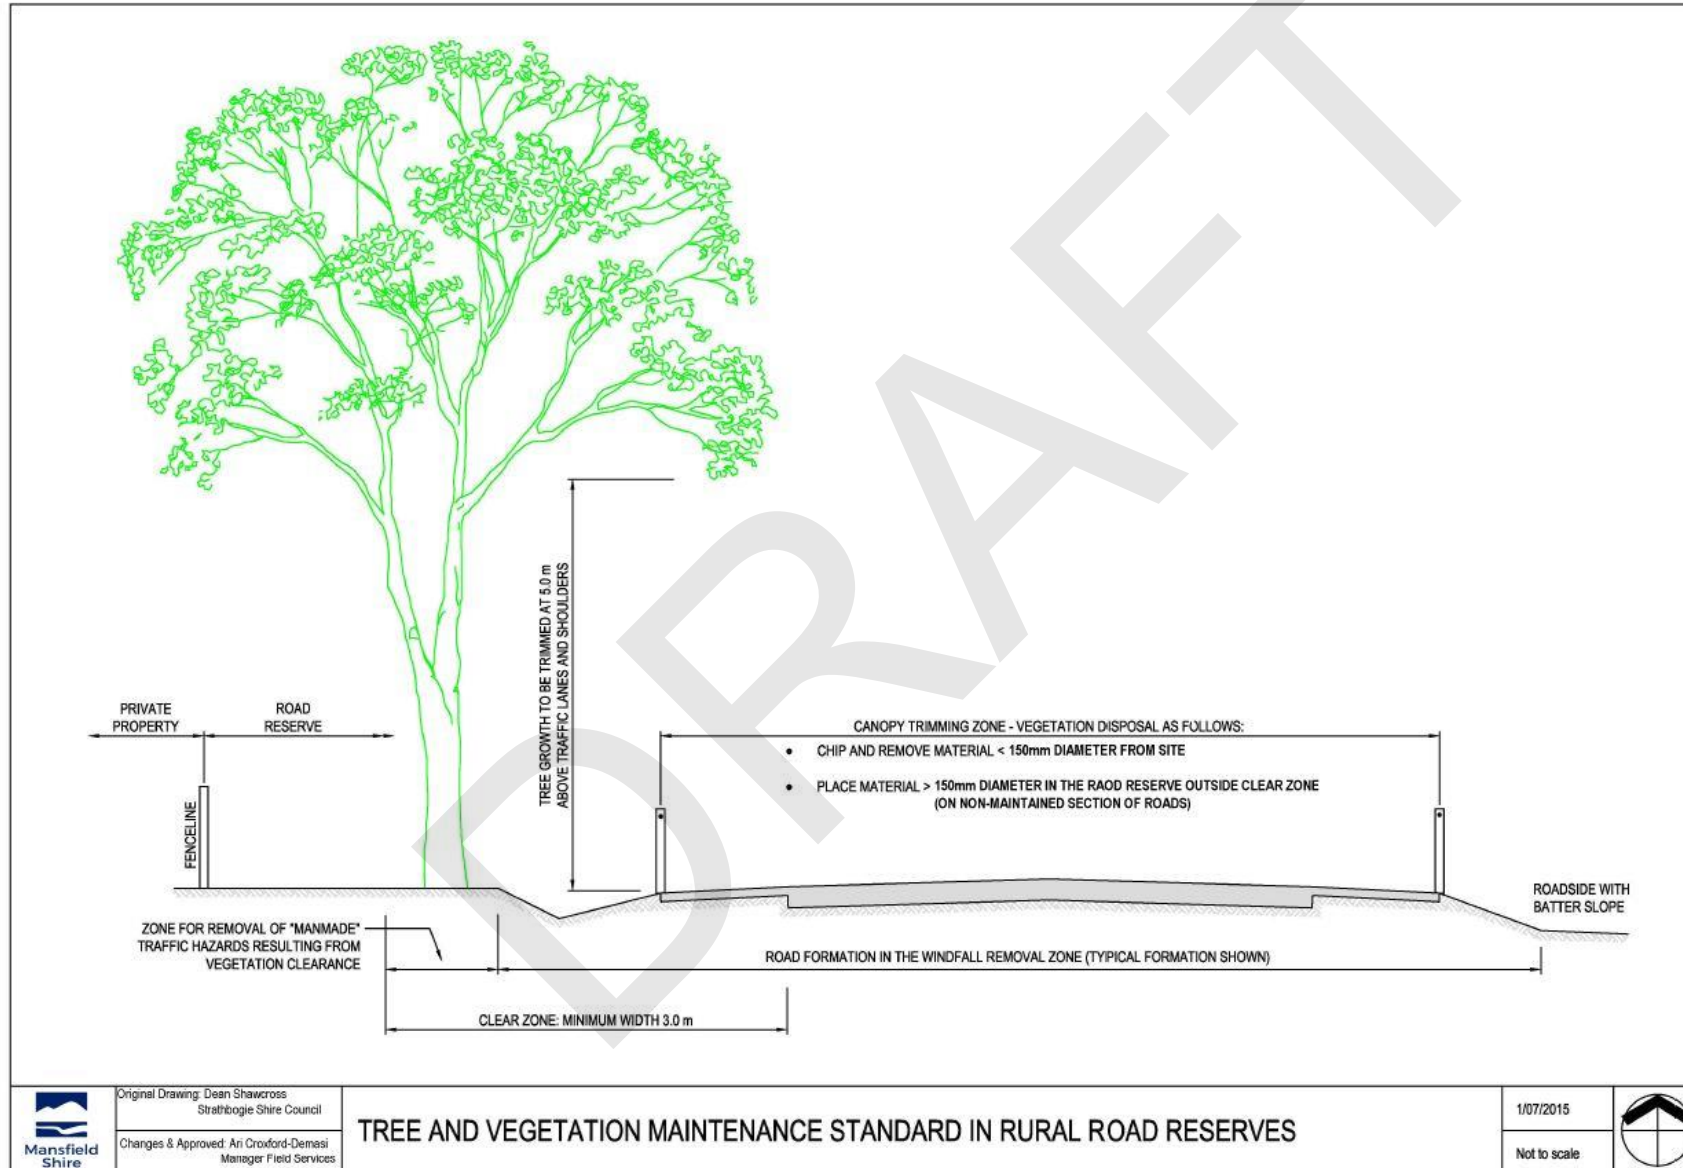 DRAFT
TREE GROWTH TO BE TRIMMED AT 5.0 m
ABOVE TRAFFIC LANES AND SHOULDERS
PRIVATE
PROPERTY
ROAD
RESERVE
FENCELINE
CANOPY TRIMMING ZONE - VEGETATION DISPOSAL AS FOLLOWS:
• CHIP AND REMOVE MATERIAL < 150mm DIAMETER FROM SITE
• PLACE MATERIAL > 150mm DIAMETER IN THE RAOD RESERVE OUTSIDE CLEAR ZONE
(ON NON-MAINTAINED SECTION OF ROADS)
ROADSIDE WITH
BATTER SLOPE
ZONE FOR REMOVAL OF "MANMADE"
TRAFFIC HAZARDS RESULTING FROM
VEGETATION CLEARANCE
ROAD FORMATION IN THE WINDFALL REMOVAL ZONE (TYPICAL FORMATION SHOWN)
CLEAR ZONE: MINIMUM WIDTH 3.0 m
Mansfield
Shire
Original Drawing: Dean Shawcross
Strathbogie Shire Council
Changes & Approved: Ari Croxford-Demasi
Manager Field Services
TREE AND VEGETATION MAINTENANCE STANDARD IN RURAL ROAD RESERVES
1/07/2015
Not to scale